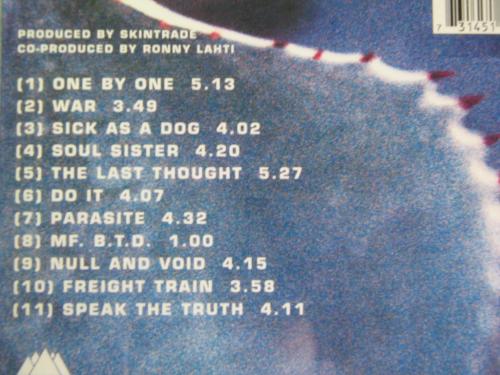 PRODUCED BY SKINTRADE
CO-PRODUCED BY RONNY LAHTI
(1) ONE BY ONE 5.13
(2) WAR 3.49
(3) SICK AS A DOG 4.02
(4) SOUL SISTER 4.20
(5) THE LAST THOUGHT 5.27
(6) DO IT 4.07
(7) PARASITE 4.32
(8) MF. B.T.D. 1.00
(9) NULL AND VOID 4.15
(10) FREIGHT TRAIN 3.58
(11) SPEAK THE TRUTH 4.11
7 31451